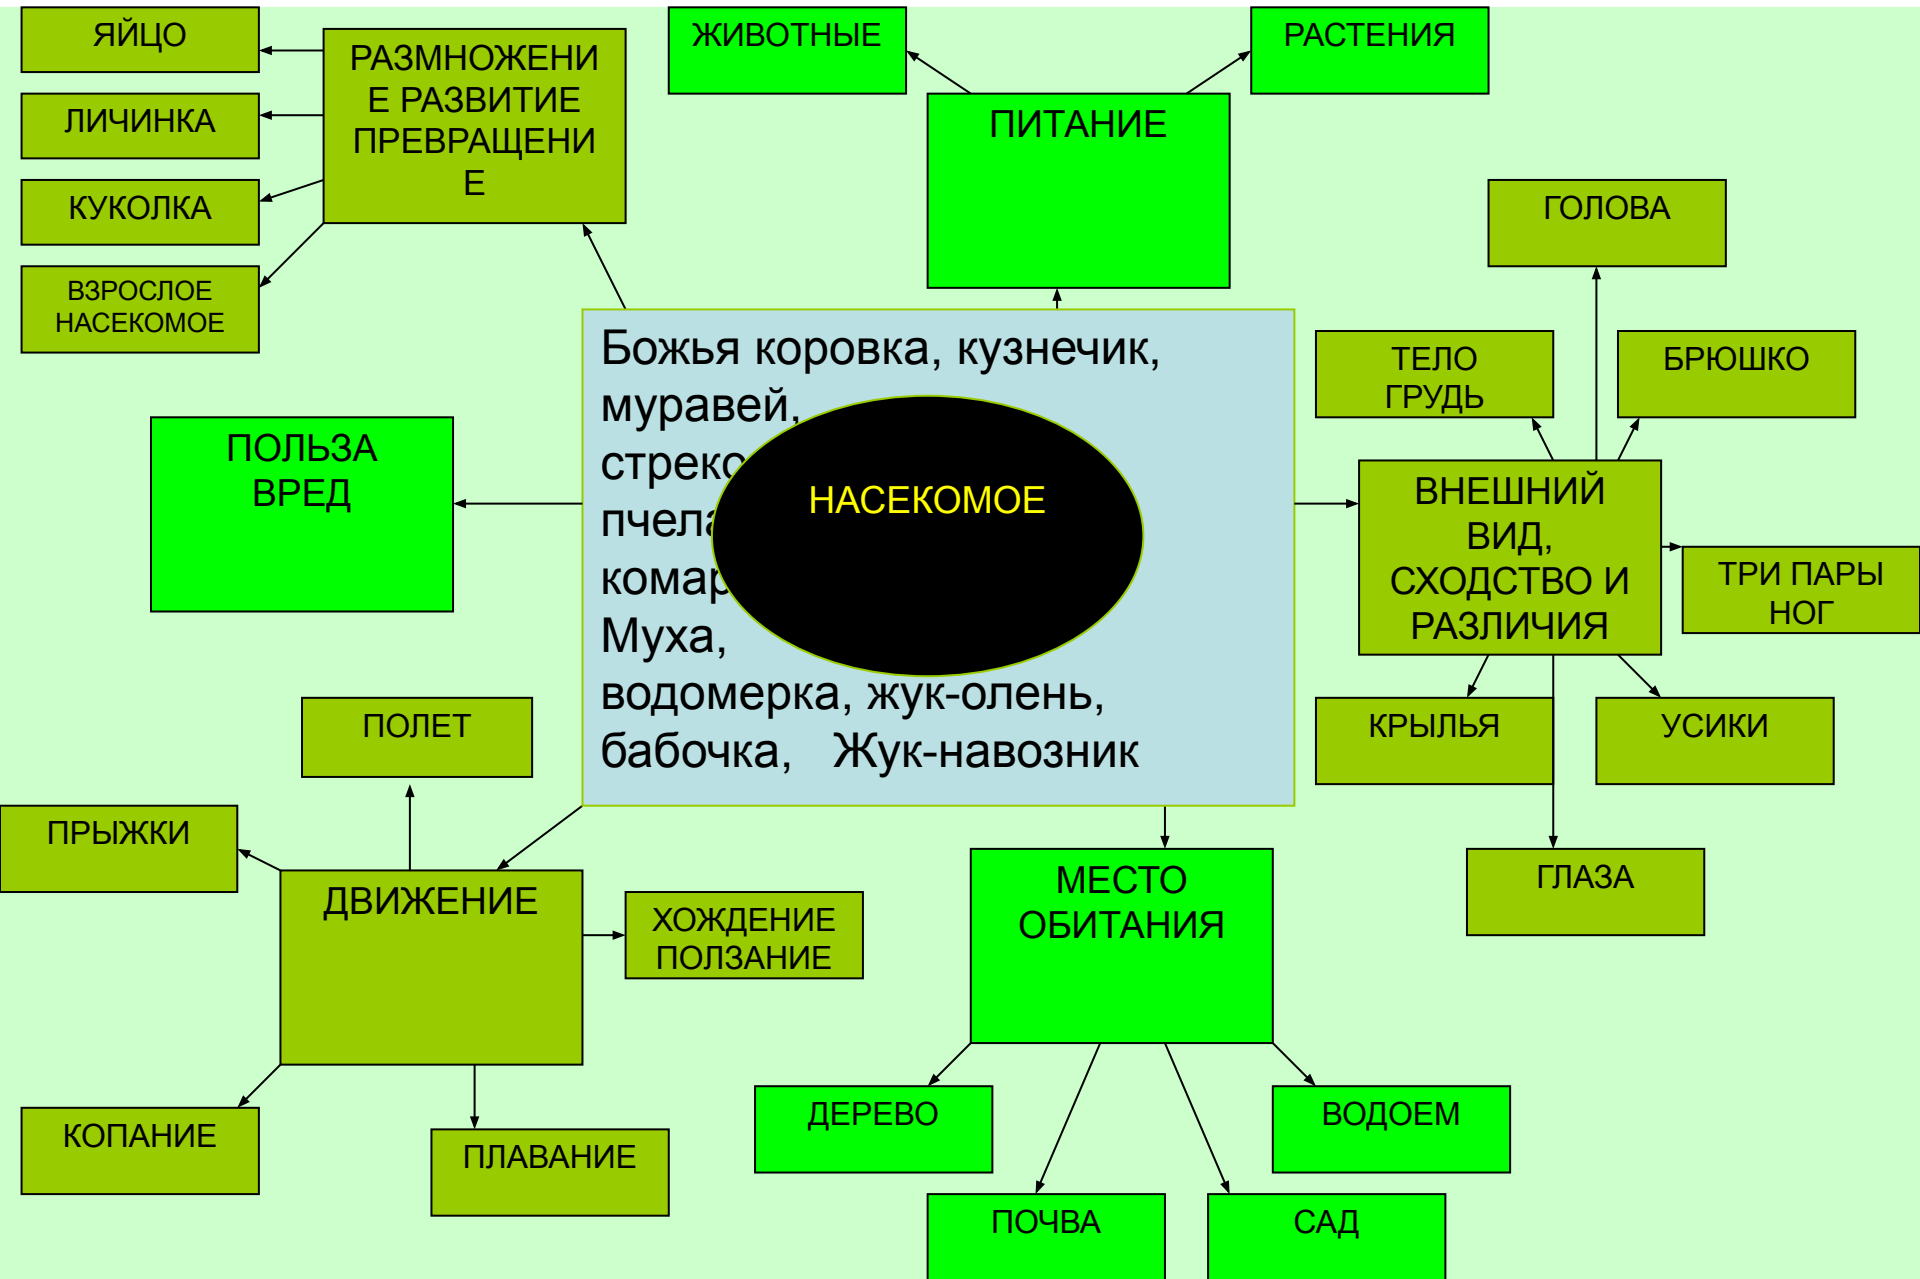 ЯЙЦО
ЛИЧИНКА
КУКОЛКА
ВЗРОСЛОЕ
НАСЕКОМОЕ
РАЗМНОЖЕНИ
Е РАЗВИТИЕ
ПРЕВРАЩЕНИ
Е
ЖИВОТНЫЕ
РАСТЕНИЯ
ПИТАНИЕ
ГОЛОВА
ТЕЛО
ГРУДЬ
БРЮШКО
ВНЕШНИЙ
ВИД,
СХОДСТВО И
РАЗЛИЧИЯ
ТРИ ПАРЫ
НОГ
КРЫЛЬЯ
УСИКИ
ГЛАЗА
ПОЛЬЗА
ВРЕД
Божья коровка, кузнечик,
муравей,
Муха,
водомерка, жук-олень,
бабочка, Жук-навозник
НАСЕКОМОЕ
ПОЛЕТ
ПРЫЖКИ
ДВИЖЕНИЕ
ХОЖДЕНИЕ
ПОЛЗАНИЕ
КОПАНИЕ
ПЛАВАНИЕ
МЕСТО
ОБИТАНИЯ
ДЕРЕВО
ВОДОЕМ
ПОЧВА
САД